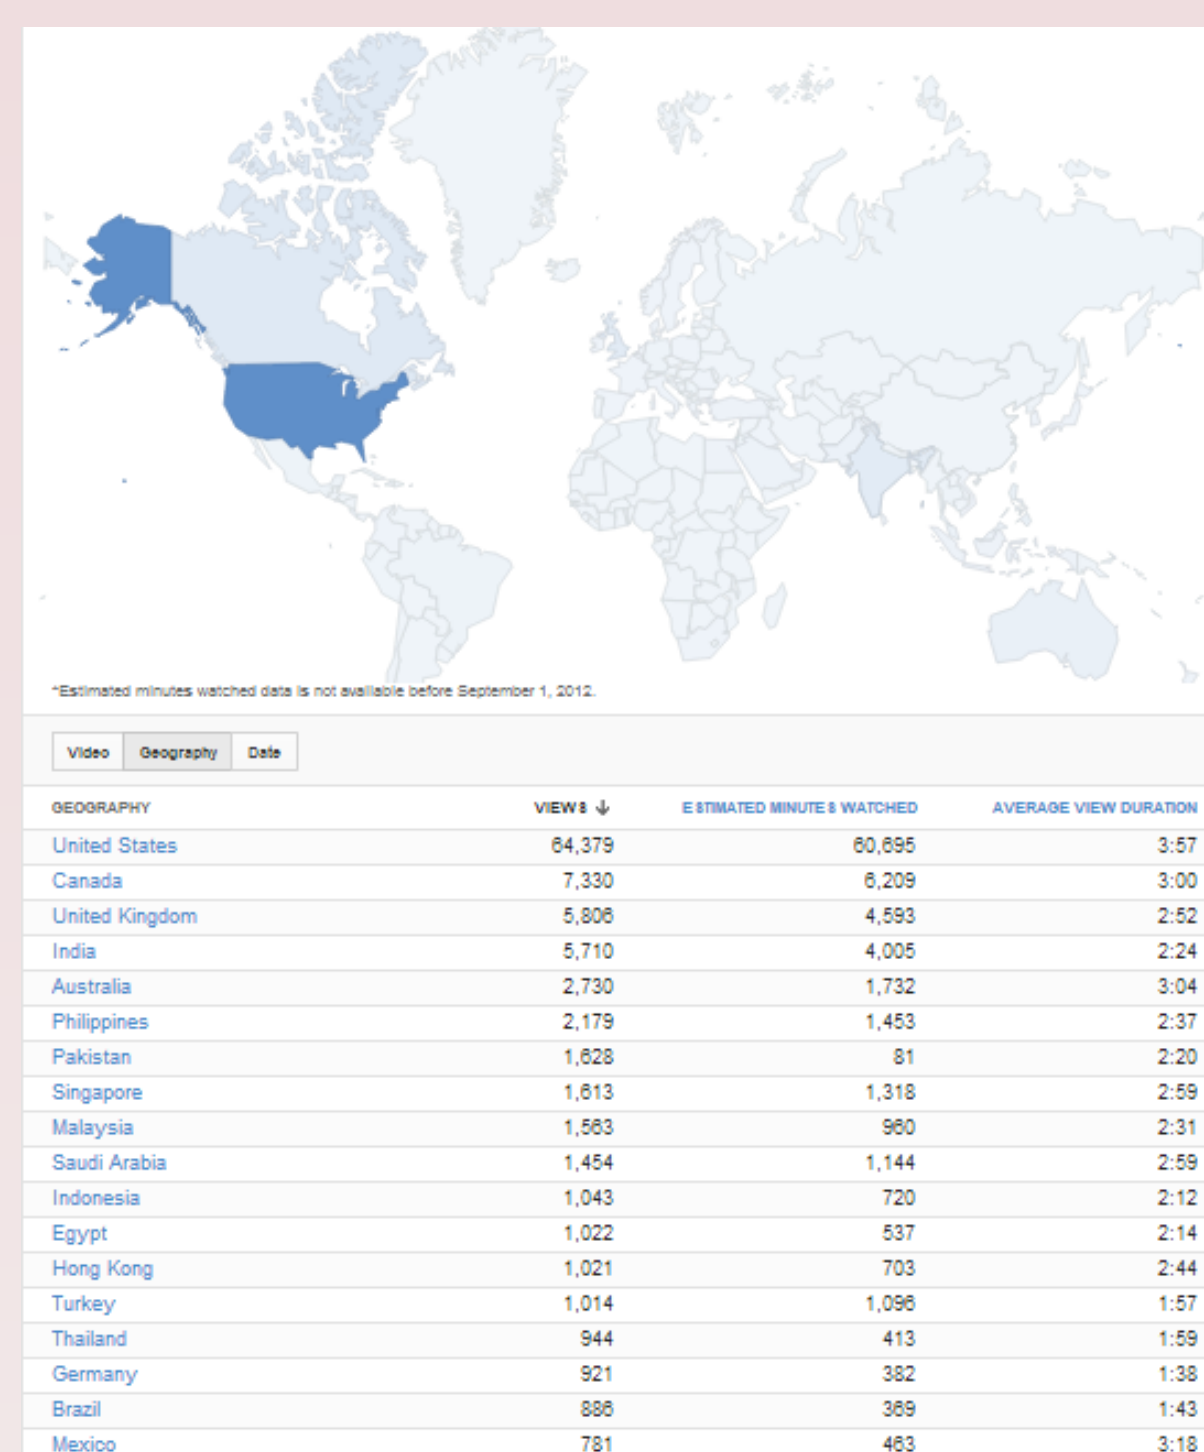 *Estimated minutes watched data is not available before September 1, 2012.
Video Geography Date
GEOGRAPHY VIEWS ↓ ESTIMATED MINUTES WATCHED AVERAGE VIEW DURATION
United States 64,379 60,695 3:57
Canada 7,330 6,209 3:00
United Kingdom 5,806 4,593 2:52
India 5,710 4,005 2:24
Australia 2,730 1,732 3:04
Philippines 2,179 1,453 2:37
Pakistan 1,628 81 2:20
Singapore 1,613 1,318 2:59
Malaysia 1,563 960 2:31
Saudi Arabia 1,454 1,144 2:59
Indonesia 1,043 720 2:12
Egypt 1,022 537 2:14
Hong Kong 1,021 703 2:44
Turkey 1,014 1,096 1:57
Thailand 944 413 1:59
Germany 921 382 1:38
Brazil 886 369 1:43
Mexico 781 463 3:18